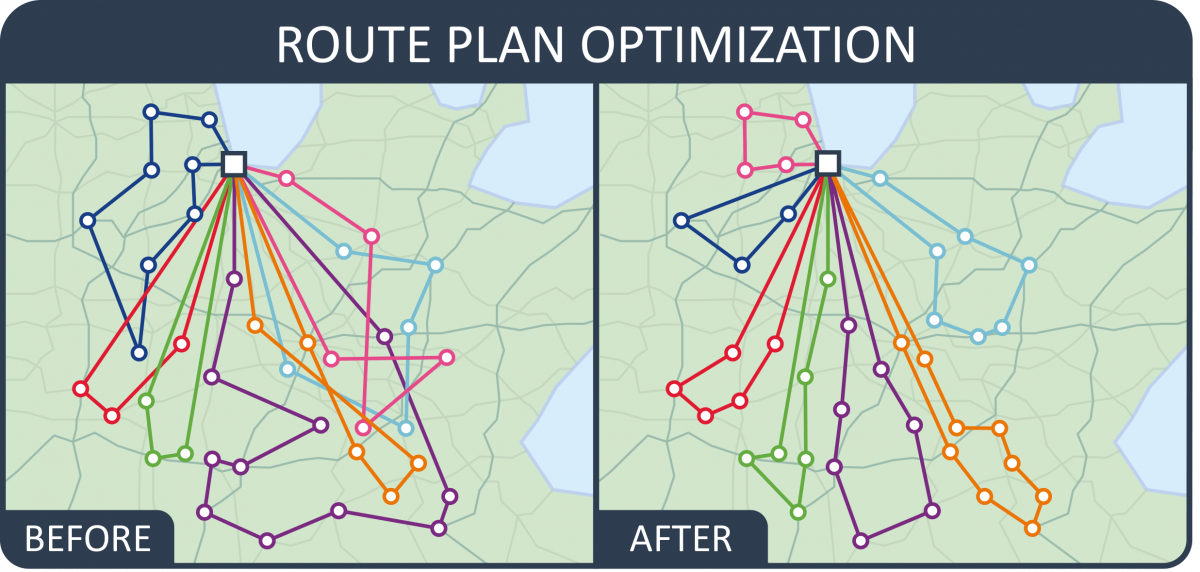 ROUTE PLAN OPTIMIZATION
BEFORE
AFTER